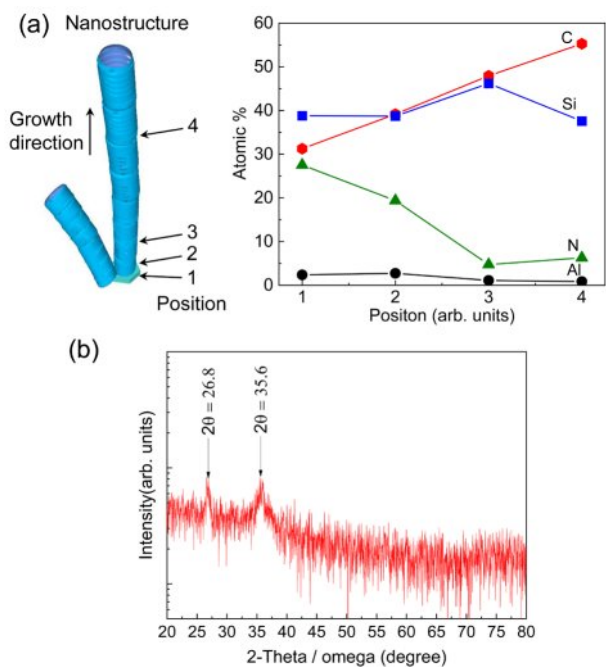 (a)
Nanostructure
Growth
direction
4
3
2
1
Position
Atomic %
60
50
40
30
20
10
0
C
Si
N
Al
1 2 3 4
Positon (arb. units)
(b)
Intensity(arb. units)
2θ = 26.8
2θ = 35.6
20 25 30 35 40 45 50 55 60 65 70 75 80
2-Theta / omega (degree)